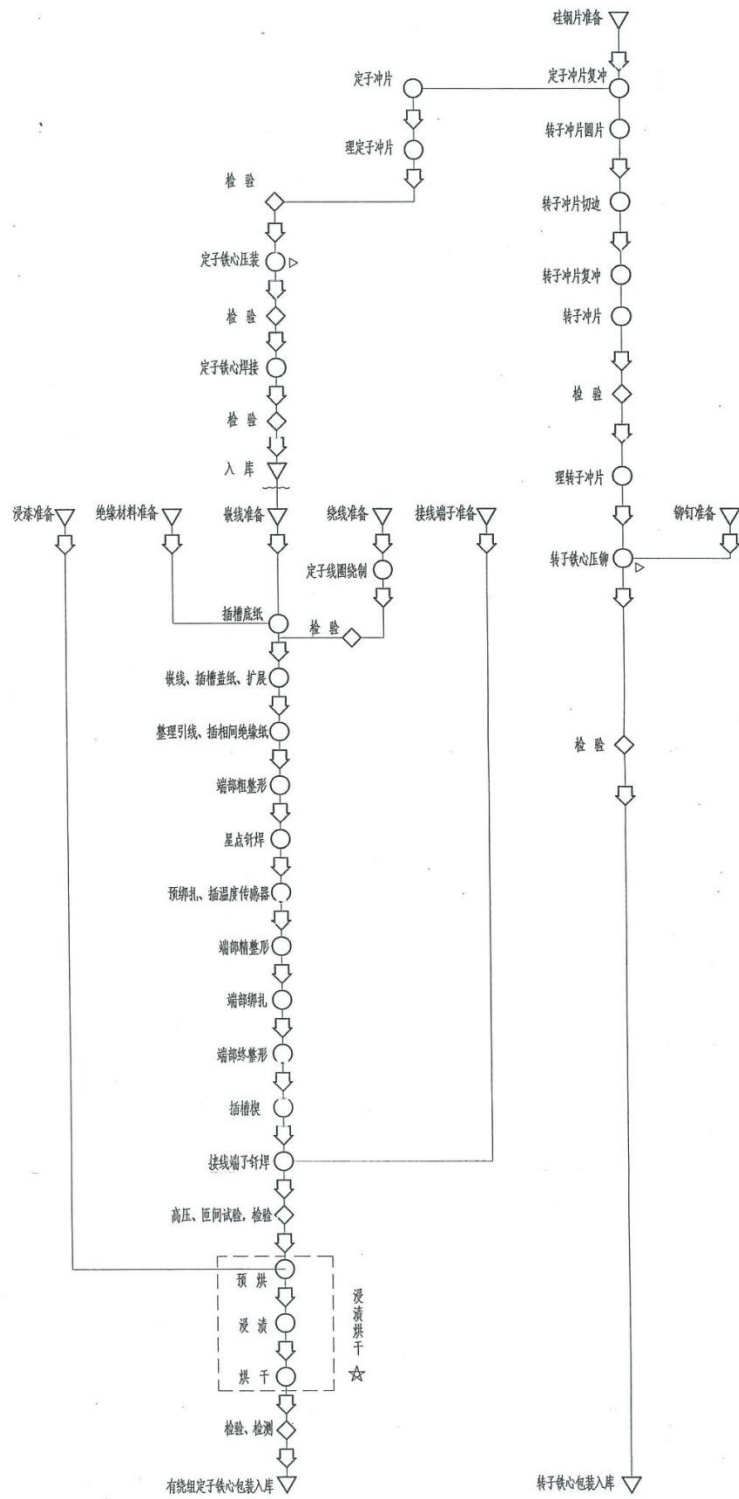 硅钢片准备
定子冲片
定子冲片复冲
转子冲片圆片
理定子冲片
检 验
转子冲片切边
定子铁心压装
转子冲片复冲
检 验
转子冲片
定子铁心焊接
检 验
检 验
入 库
理转子冲片
浸漆准备
绝缘材料准备
嵌线准备
绕线准备
接线端子准备
铆钉准备
转子铁心压铆
定子线圈绕制
插槽底纸
检 验
嵌线、插槽盖纸、扩展
整理引线、插相间绝缘纸
检 验
端部粗整形
星点钎焊
预绑扎、插温度传感器
端部精整形
端部绑扎
端部终整形
插槽楔
接线端子钎焊
高压、匝间试验，检验
预 烘
浸渍烘干
浸 渍
烘 干
检验、检测
有绕组定子铁心包装入库
转子铁心包装入库